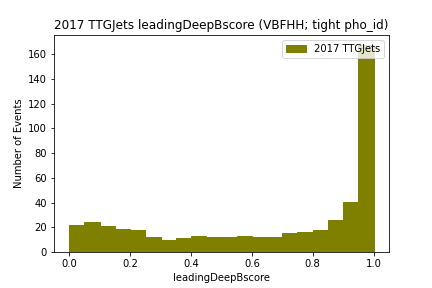 2017 TTGJets leadingDeepBscore (VBFHH; tight pho_id)
2017 TTGJets
160
140
120
100
80
60
40
20
0
Number of Events
0.0 0.2 0.4 0.6 0.8 1.0
leadingDeepBscore